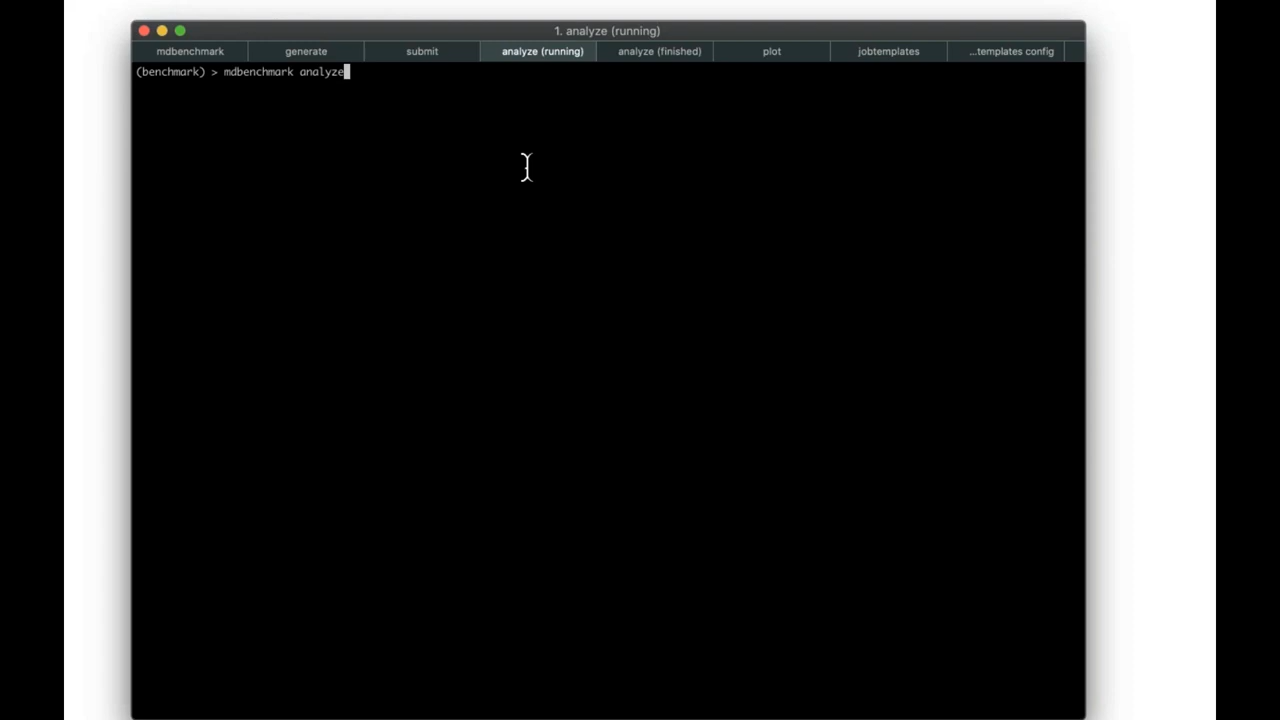 1. analyze (running)
mdbenchmark generate submit analyze (running) analyze (finished) plot jobtemplates ...templates config
(benchmark) > mdbenchmark analyze